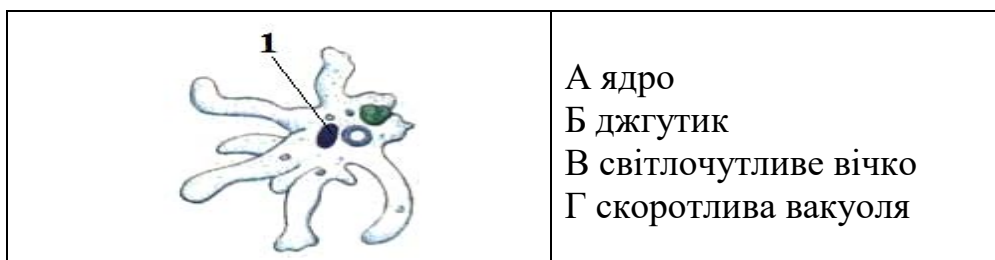 1
А ядро
Б джгутик
В світлочутливе вічко
Г скоротлива вакуоля